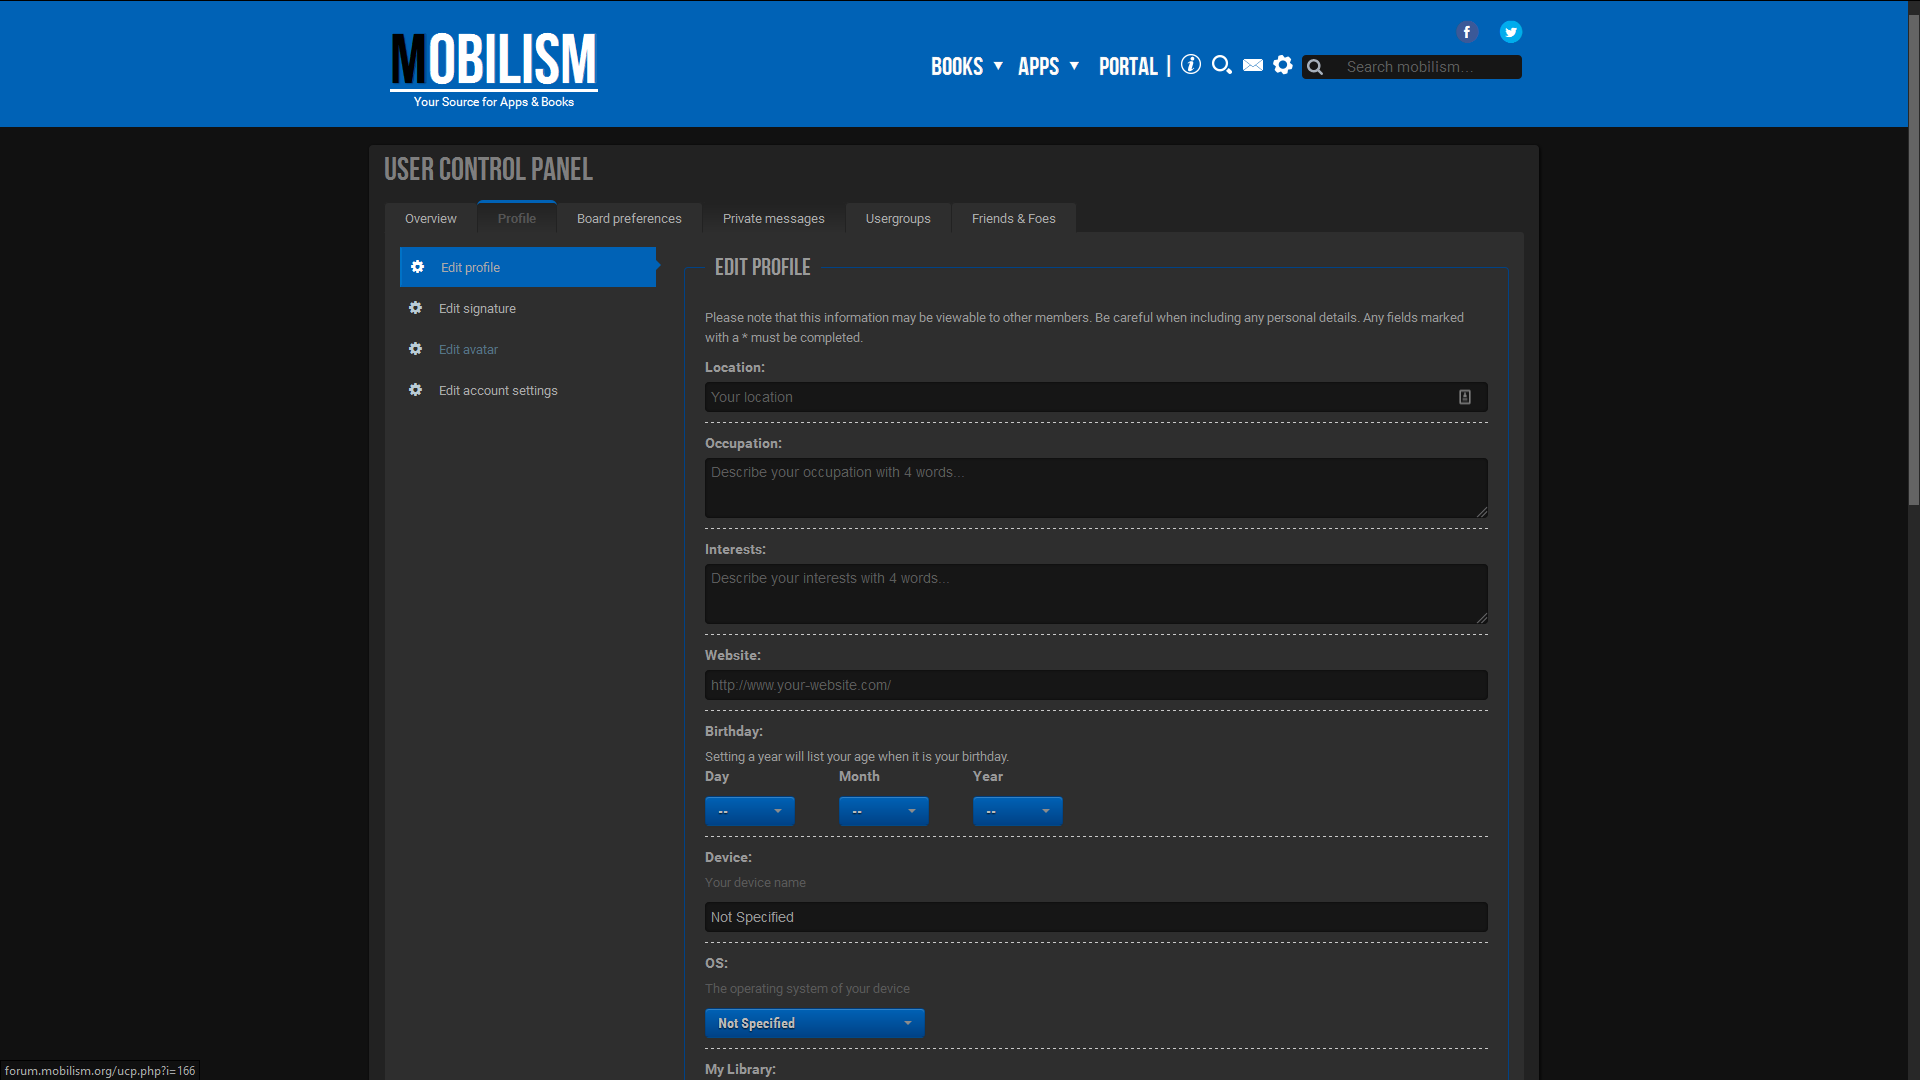 MOBILISM
Your Source for Apps & Books
BOOKS APPS PORTAL | Search mobilism...
USER CONTROL PANEL
Overview Profile Board preferences Private messages Usergroups Friends & Foes
Edit profile
Edit signature
Edit avatar
Edit account settings
EDIT PROFILE
Please note that this information may be viewable to other members. Be careful when including any personal details. Any fields marked
with a * must be completed.
Location:
Your location
Occupation:
Describe your occupation with 4 words...
Interests:
Describe your interests with 4 words...
Website:
http://www.your-website.com/
Birthday:
Setting a year will list your age when it is your birthday.
Day Month Year
-- -- --
Device:
Your device name
Not Specified
OS:
The operating system of your device
Not Specified
My Library:
forum.mobilism.org/ucp.php?i=166